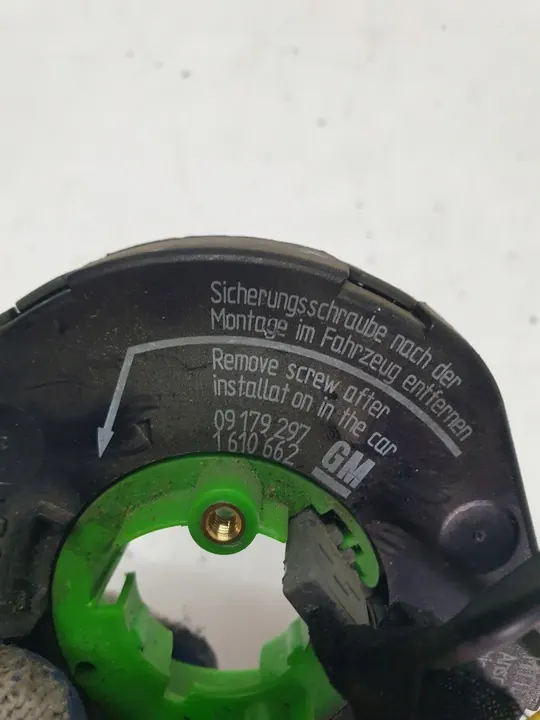 Sicherungsschraube nach der
Montage im Fahrzeug entfernen
Remove screw after
installat on in the car
09 179 297
1 610 662
GM